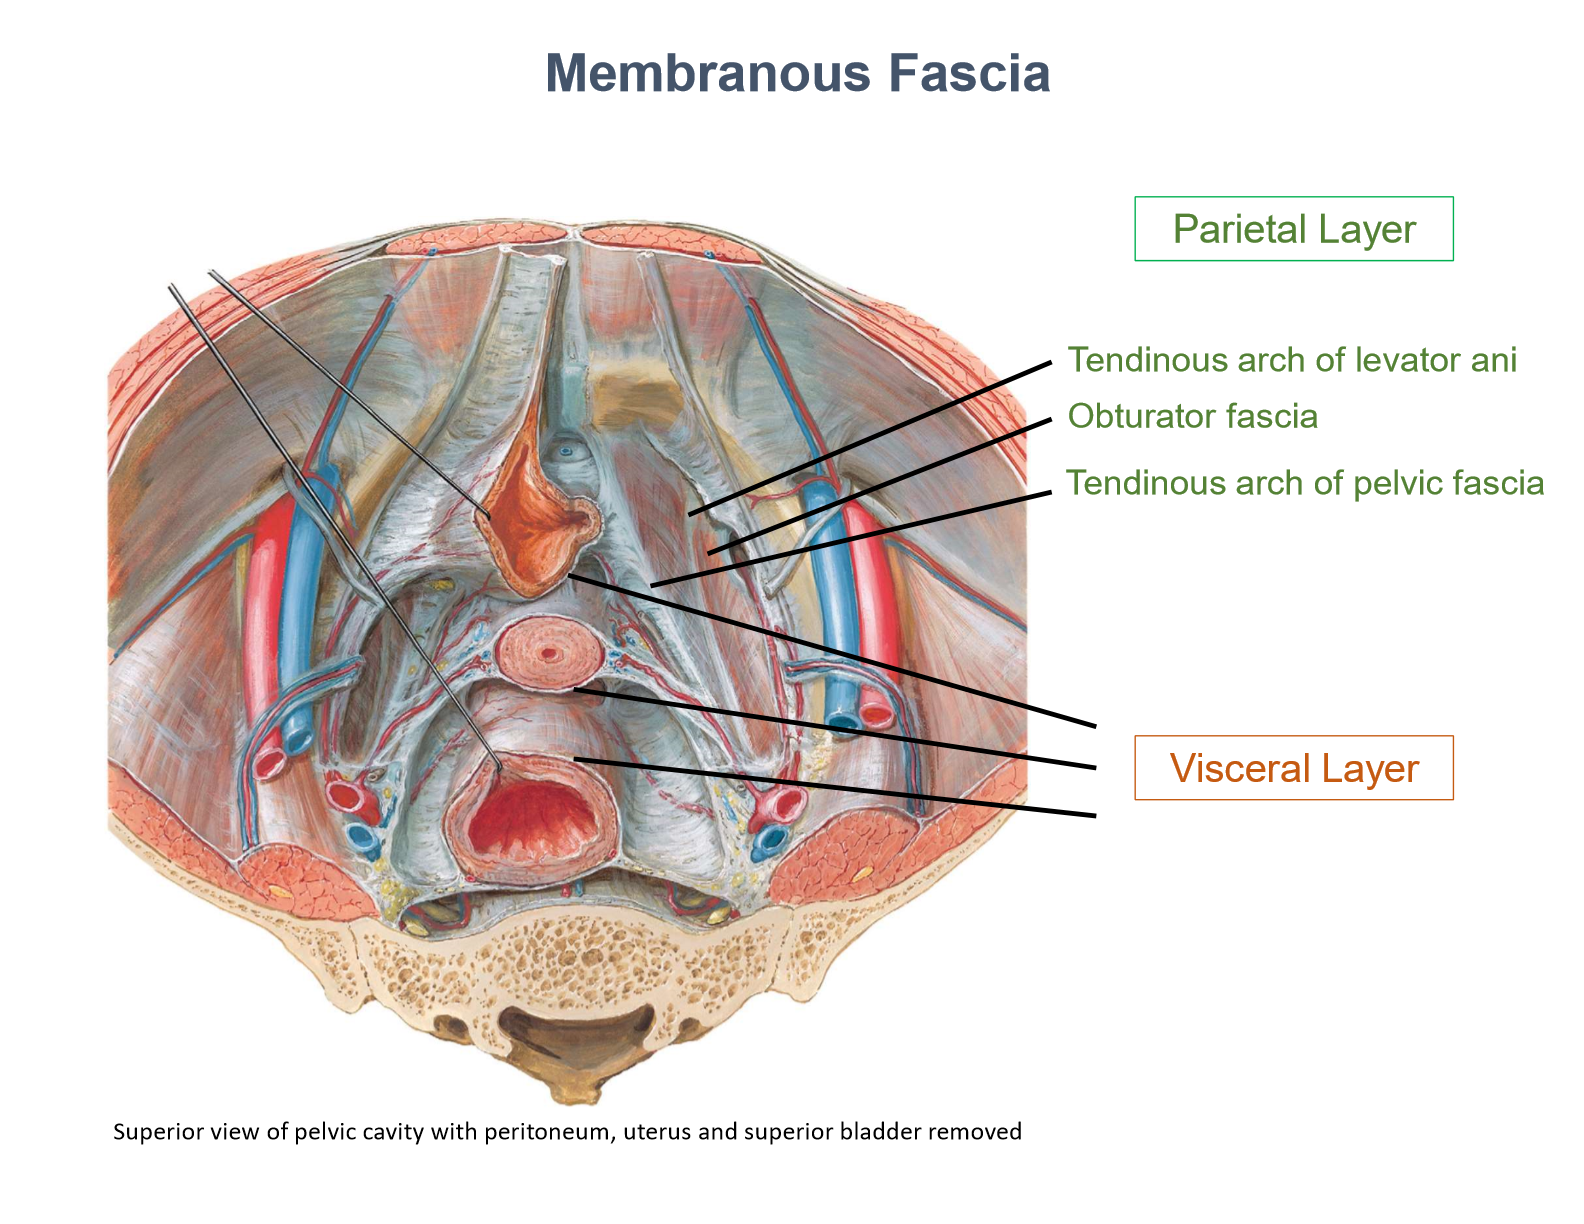 Membranous Fascia
Parietal Layer
Tendinous arch of levator ani
Obturator fascia
Tendinous arch of pelvic fascia
Visceral Layer
Superior view of pelvic cavity with peritoneum, uterus and superior bladder removed